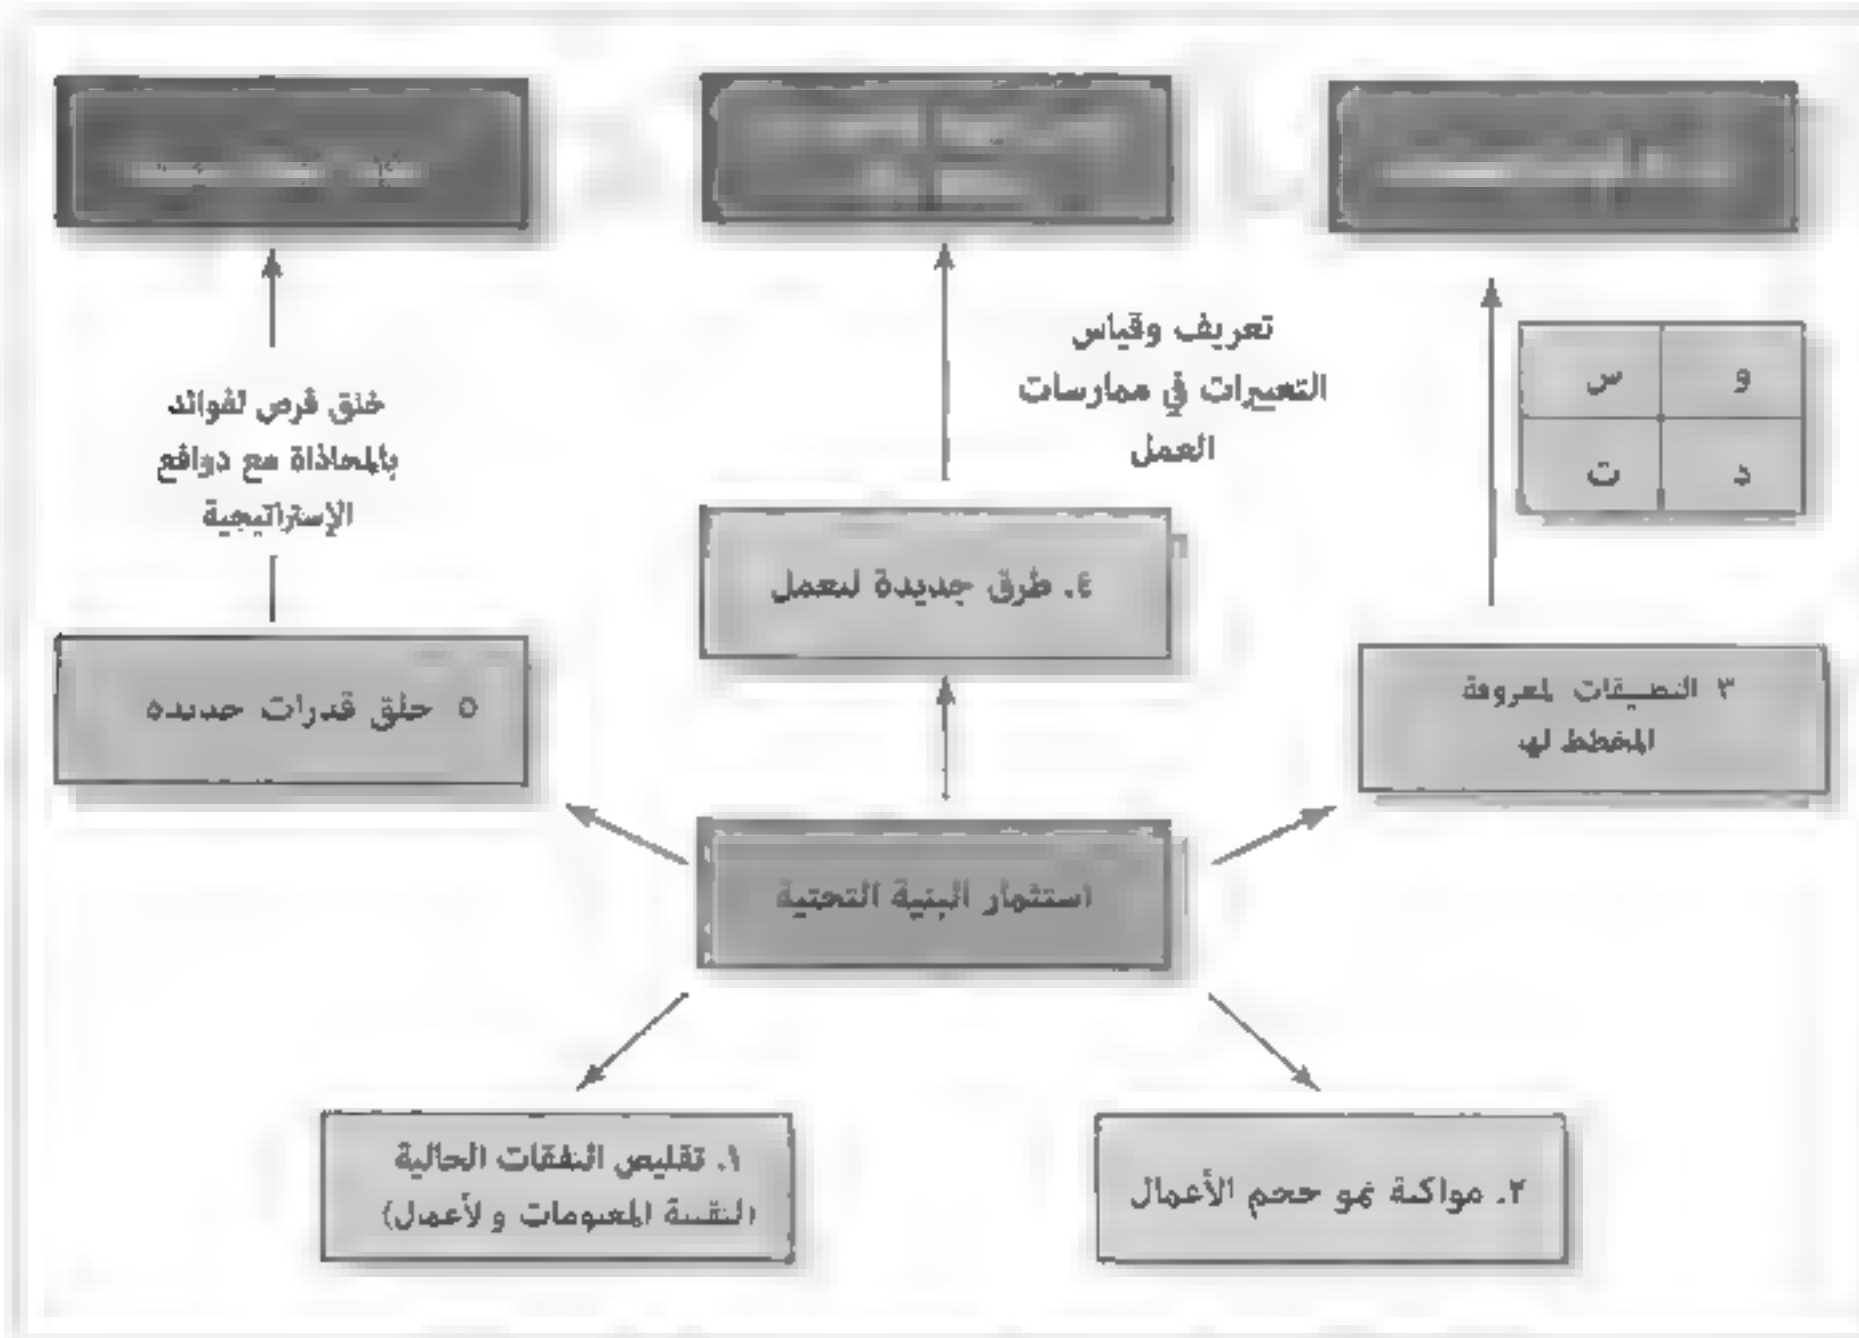 تعريف وقياس
التغييرات في ممارسات
العمل
و س
د ت
خلق فرص لفوائد
بالمحاذاة مع دوافع
الإستراتيجية
٤. طرق جديدة للعمل
٣ التطبيقات المعروفة
المخطط لها
٥ خلق قدرات جديدة
استثمار البنية التحتية
١. تقليص النفقات الحالية
(التقنية المعلومات والأعمال)
٢. مواكبة نمو حجم الأعمال